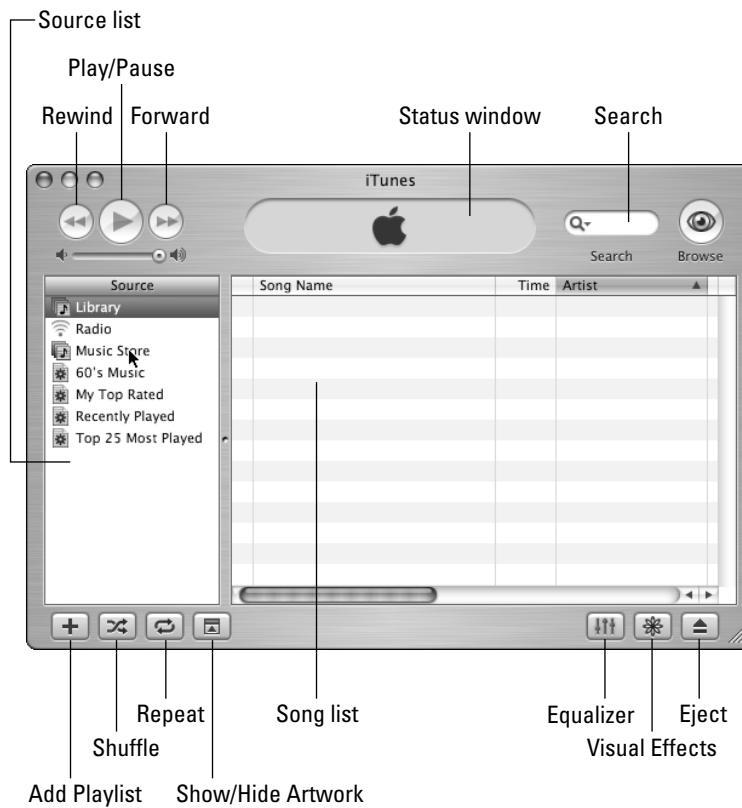 Source list
Play/Pause
Rewind Forward Status window Search
iTunes
Search Browse
Source Song Name Time Artist
Library
Radio
Music Store
60's Music
My Top Rated
Recently Played
Top 25 Most Played
Repeat Song list Equalizer Eject
Shuffle Visual Effects
Add Playlist Show/Hide Artwork